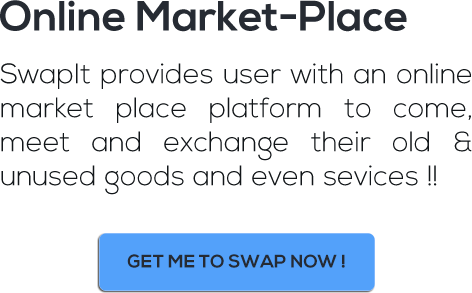 Online Market-Place
SwapIt provides user with an online
market place platform to come,
meet and exchange their old &
unused goods and even sevices !!
GET ME TO SWAP NOW !